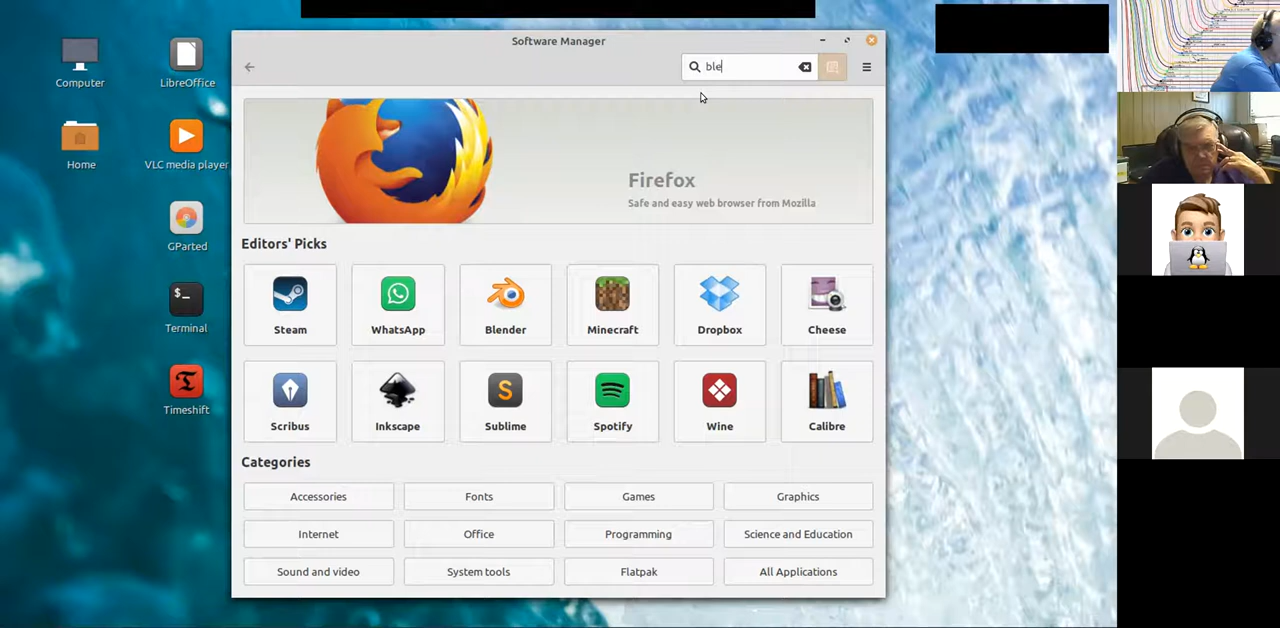 Software Manager
ble
Computer
LibreOffice
Home
VLC media player
GParted
$_
Terminal
Timeshift
Firefox
Safe and easy web browser from Mozilla
Editors' Picks
Steam
WhatsApp
Blender
Minecraft
Dropbox
Cheese
Scribus
Inkscape
S
Sublime
Spotify
Wine
Calibre
Categories
Accessories
Fonts
Games
Graphics
Internet
Office
Programming
Science and Education
Sound and video
System tools
Flatpak
All Applications